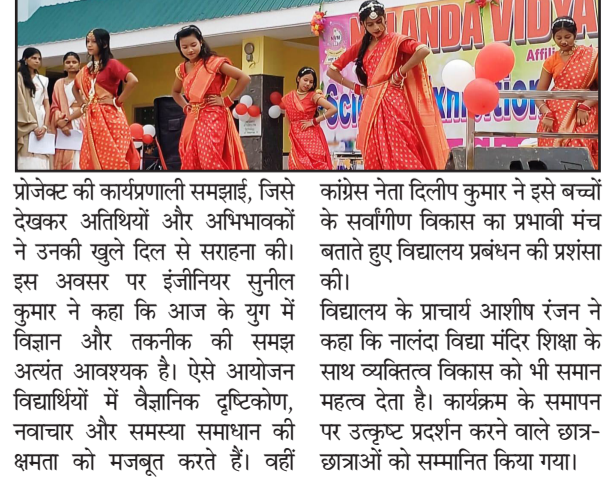 NALANDA VIDYA
Affili
Science Exhibition
प्रोजेक्ट की कार्यप्रणाली समझाई, जिसे
देखकर अतिथियों और अभिभावकों
ने उनकी खुले दिल से सराहना की।
इस अवसर पर इंजीनियर सुनील
कुमार ने कहा कि आज के युग में
विज्ञान और तकनीक की समझ
अत्यंत आवश्यक है। ऐसे आयोजन
विद्यार्थियों में वैज्ञानिक दृष्टिकोण,
नवाचार और समस्या समाधान की
क्षमता को मजबूत करते हैं। वहीं
कांग्रेस नेता दिलीप कुमार ने इसे बच्चों
के सर्वांगीण विकास का प्रभावी मंच
बताते हुए विद्यालय प्रबंधन की प्रशंसा
की।
विद्यालय के प्राचार्य आशीष रंजन ने
कहा कि नालंदा विद्या मंदिर शिक्षा के
साथ व्यक्तित्व विकास को भी समान
महत्व देता है। कार्यक्रम के समापन
पर उत्कृष्ट प्रदर्शन करने वाले छात्र-
छात्राओं को सम्मानित किया गया।